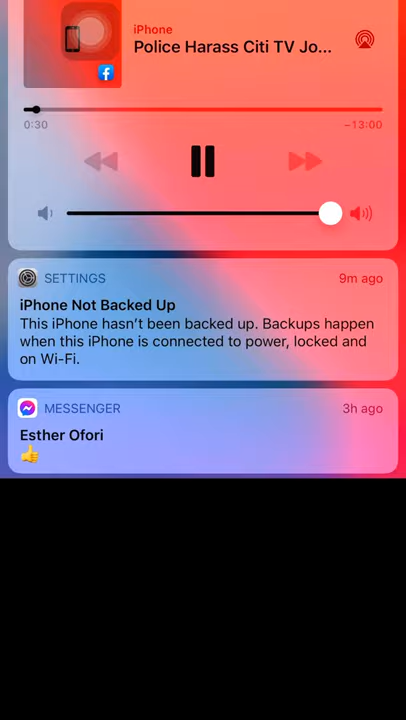 iPhone
Police Harass Citi TV Jo...
0:30
−13:00
SETTINGS
9m ago
iPhone Not Backed Up
This iPhone hasn’t been backed up. Backups happen
when this iPhone is connected to power, locked and
on Wi-Fi.
MESSENGER
3h ago
Esther Ofori
👍